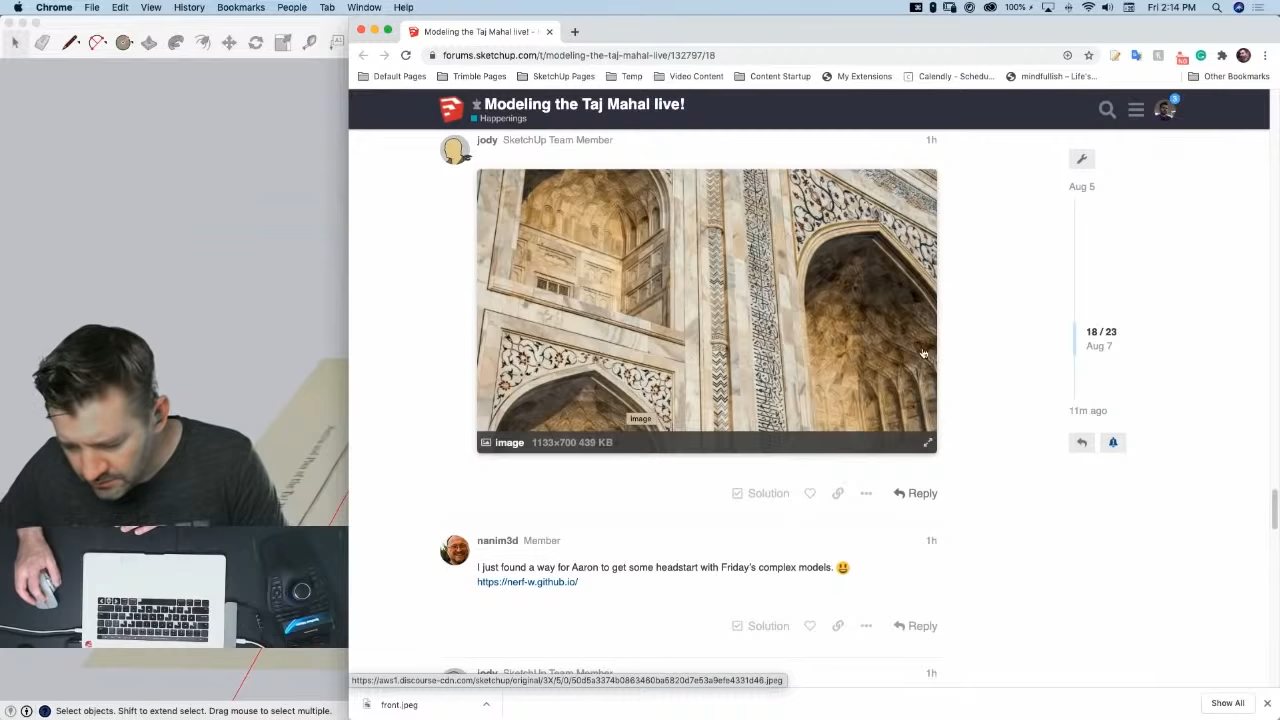 Chrome File Edit View History Bookmarks People Tab Window Help
100% Fri 2:14 PM
Modeling the Taj Mahal live! -
forums.sketchup.com/t/modeling-the-taj-mahal-live/132797/18
Default Pages Trimble Pages SketchUp Pages Temp Video Content Content Startup My Extensions Calendly - Schedu... mindfullish – Life's... Other Bookmarks
Modeling the Taj Mahal live!
3
Happenings
jody SketchUp Team Member 1h
Aug 5
18 / 23
Aug 7
11m ago
image
image 1133×700 439 KB
Solution Reply
nanim3d Member 1h
I just found a way for Aaron to get some headstart with Friday's complex models.
https://nerf-w.github.io/
Solution Reply
jody SketchUp Team Member 1h
https://aws1.discourse-cdn.com/sketchup/original/3X/5/0/50d5a3374b0863460ba5820d7e53a9efe4331d46.jpeg
front.jpeg Show All
Select objects. Shift to extend select. Drag mouse to select multiple.